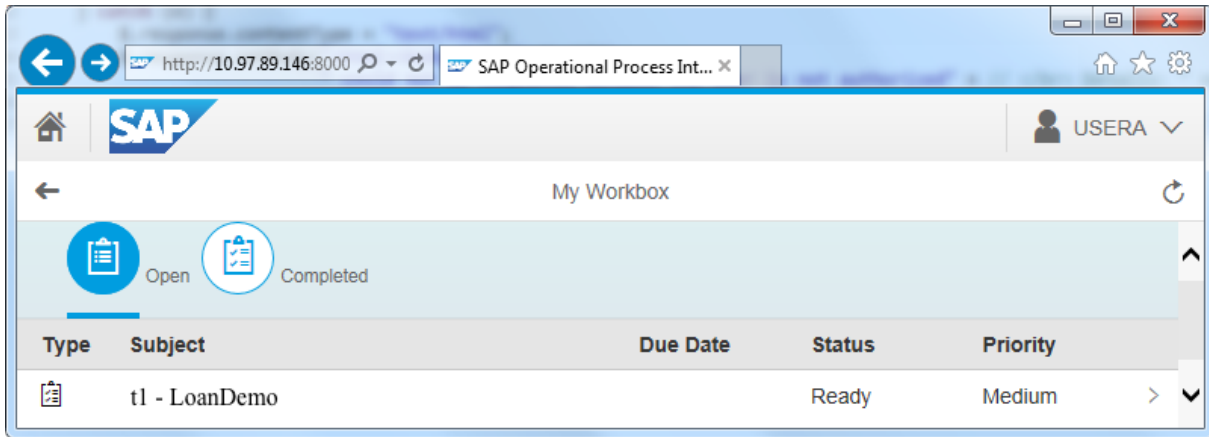 http://10.97.89.146:8000
SAP Operational Process Int...
SAP
USERA
My Workbox
Open
Completed
Type Subject Due Date Status Priority
t1 - LoanDemo Ready Medium